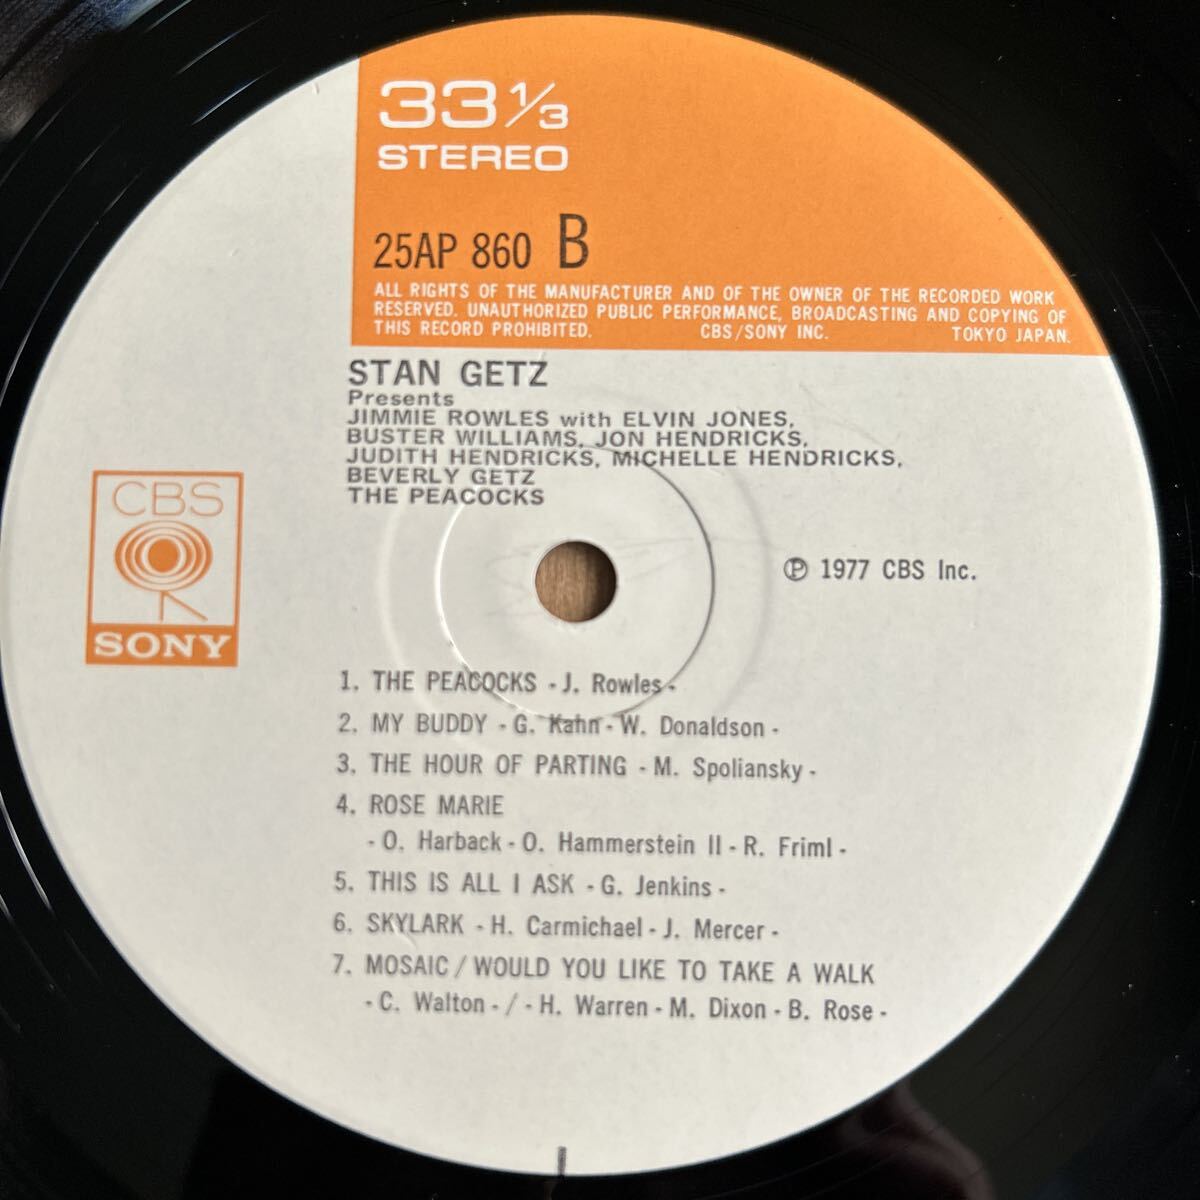 33 1/3
STEREO
25AP 860 B
ALL RIGHTS OF THE MANUFACTURER AND OF THE OWNER OF THE RECORDED WORK
RESERVED. UNAUTHORIZED PUBLIC PERFORMANCE, BROADCASTING AND COPYING OF
THIS RECORD PROHIBITED. CBS/SONY INC. TOKYO JAPAN.
STAN GETZ
Presents
JIMMIE ROWLES with ELVIN JONES,
BUSTER WILLIAMS, JON HENDRICKS,
JUDITH HENDRICKS, MICHELLE HENDRICKS,
BEVERLY GETZ
THE PEACOCKS
CBS
SONY
℗ 1977 CBS Inc.
1. THE PEACOCKS - J. Rowles -
2. MY BUDDY - G. Kahn - W. Donaldson -
3. THE HOUR OF PARTING - M. Spoliansky -
4. ROSE MARIE
- O. Harback - O. Hammerstein II - R. Friml -
5. THIS IS ALL I ASK - G. Jenkins -
6. SKYLARK - H. Carmichael - J. Mercer -
7. MOSAIC / WOULD YOU LIKE TO TAKE A WALK
- C. Walton - / - H. Warren - M. Dixon - B. Rose -